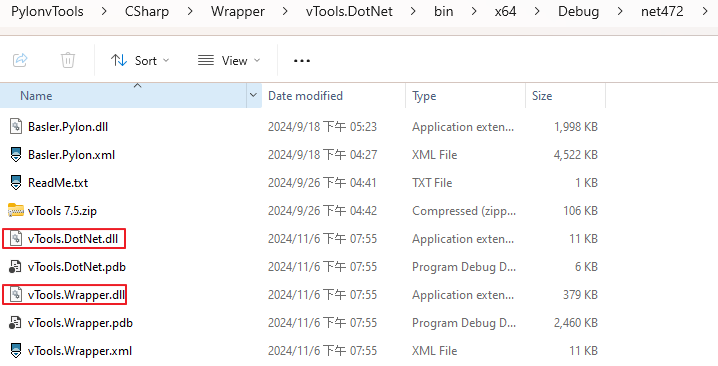 PylonvTools > CSharp > Wrapper > vTools.DotNet > bin > x64 > Debug > net472 >
Sort View ...
Name Date modified Type Size
Basler.Pylon.dll 2024/9/18 下午 05:23 Application exten... 1,998 KB
Basler.Pylon.xml 2024/9/18 下午 04:27 XML File 4,522 KB
ReadMe.txt 2024/9/26 下午 04:41 TXT File 1 KB
vTools 7.5.zip 2024/9/26 下午 04:42 Compressed (zipp... 106 KB
vTools.DotNet.dll 2024/11/6 下午 07:55 Application exten... 11 KB
vTools.DotNet.pdb 2024/11/6 下午 07:55 Program Debug D... 6 KB
vTools.Wrapper.dll 2024/11/6 下午 07:55 Application exten... 379 KB
vTools.Wrapper.pdb 2024/11/6 下午 07:55 Program Debug D... 2,460 KB
vTools.Wrapper.xml 2024/11/6 下午 07:55 XML File 11 KB